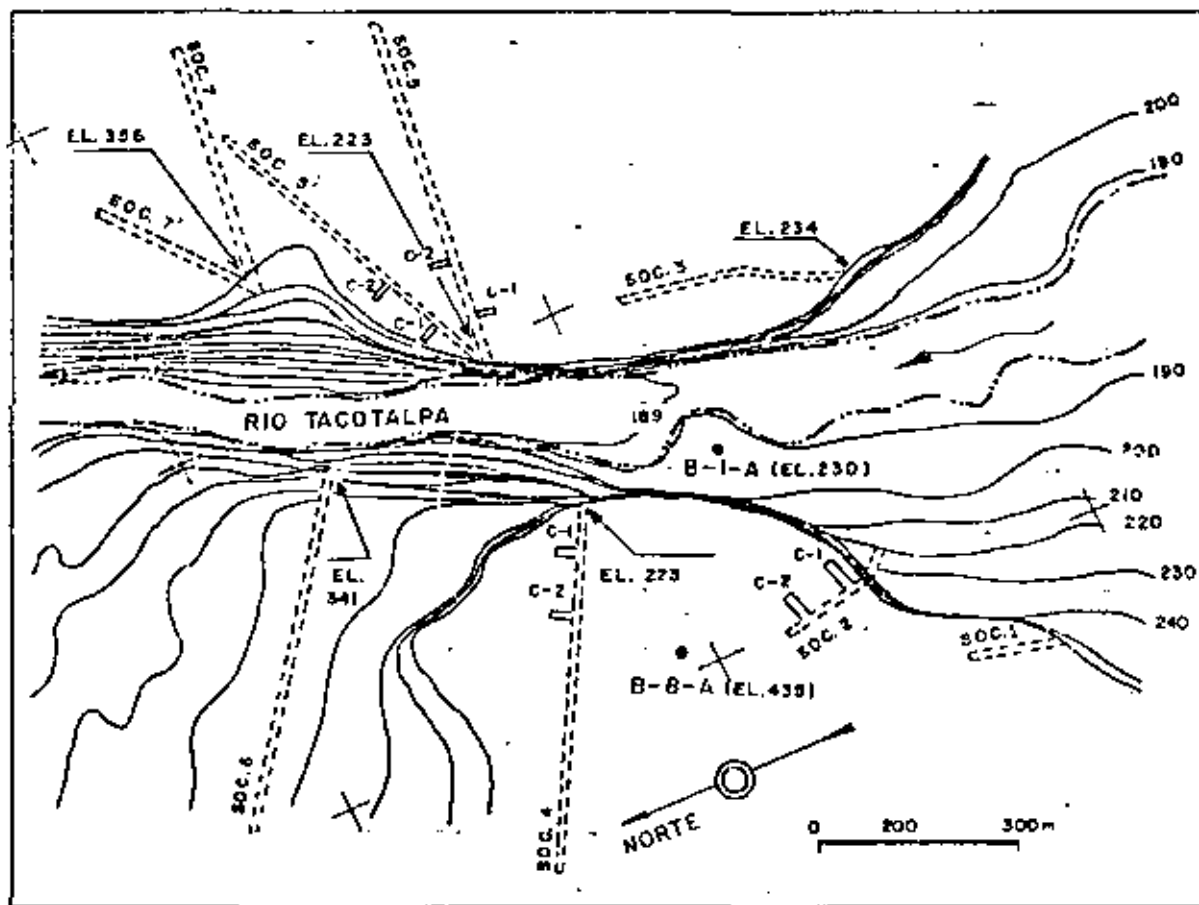 SOC. 7
SOC. 5
200
EL. 356
SOC. 5'
EL. 223
190
SOC. 7'
C-2
EL. 234
C-2
SOC. 3
C-1
C-1
RIO TACOTALPA
189
190
B-1-A (EL. 230)
200
210
220
C-1
EL.
341
EL. 223
C-1
230
C-2
C-2
SOC. 2
240
SOC. 1
B-8-A (EL. 435)
SOC. 6
SOC. 4
NORTE
0 200 300m